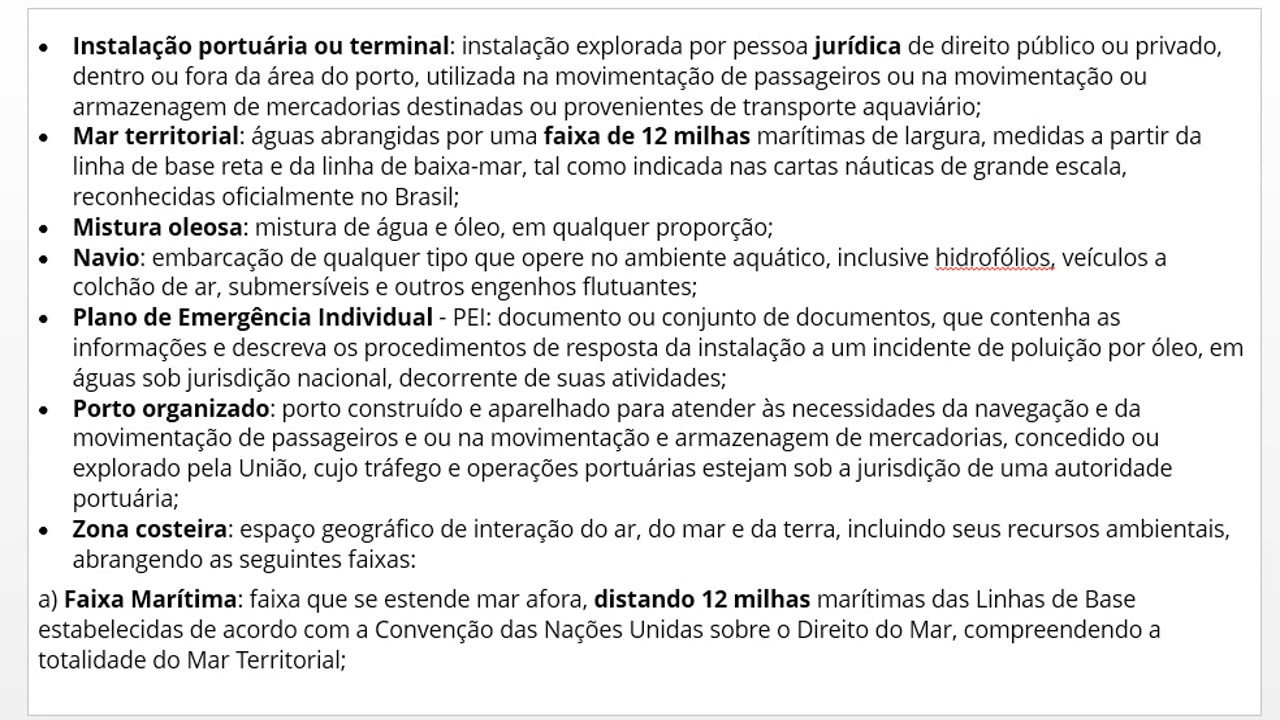 • Instalação portuária ou terminal: instalação explorada por pessoa jurídica de direito público ou privado,
dentro ou fora da área do porto, utilizada na movimentação de passageiros ou na movimentação ou
armazenagem de mercadorias destinadas ou provenientes de transporte aquaviário;
• Mar territorial: águas abrangidas por uma faixa de 12 milhas marítimas de largura, medidas a partir da
linha de base reta e da linha de baixa-mar, tal como indicada nas cartas náuticas de grande escala,
reconhecidas oficialmente no Brasil;
• Mistura oleosa: mistura de água e óleo, em qualquer proporção;
• Navio: embarcação de qualquer tipo que opere no ambiente aquático, inclusive hidrofólios, veículos a
colchão de ar, submersíveis e outros engenhos flutuantes;
• Plano de Emergência Individual - PEI: documento ou conjunto de documentos, que contenha as
informações e descreva os procedimentos de resposta da instalação a um incidente de poluição por óleo, em
águas sob jurisdição nacional, decorrente de suas atividades;
• Porto organizado: porto construído e aparelhado para atender às necessidades da navegação e da
movimentação de passageiros e ou na movimentação e armazenagem de mercadorias, concedido ou
explorado pela União, cujo tráfego e operações portuárias estejam sob a jurisdição de uma autoridade
portuária;
• Zona costeira: espaço geográfico de interação do ar, do mar e da terra, incluindo seus recursos ambientais,
abrangendo as seguintes faixas:
a) Faixa Marítima: faixa que se estende mar afora, distando 12 milhas marítimas das Linhas de Base
estabelecidas de acordo com a Convenção das Nações Unidas sobre o Direito do Mar, compreendendo a
totalidade do Mar Territorial;